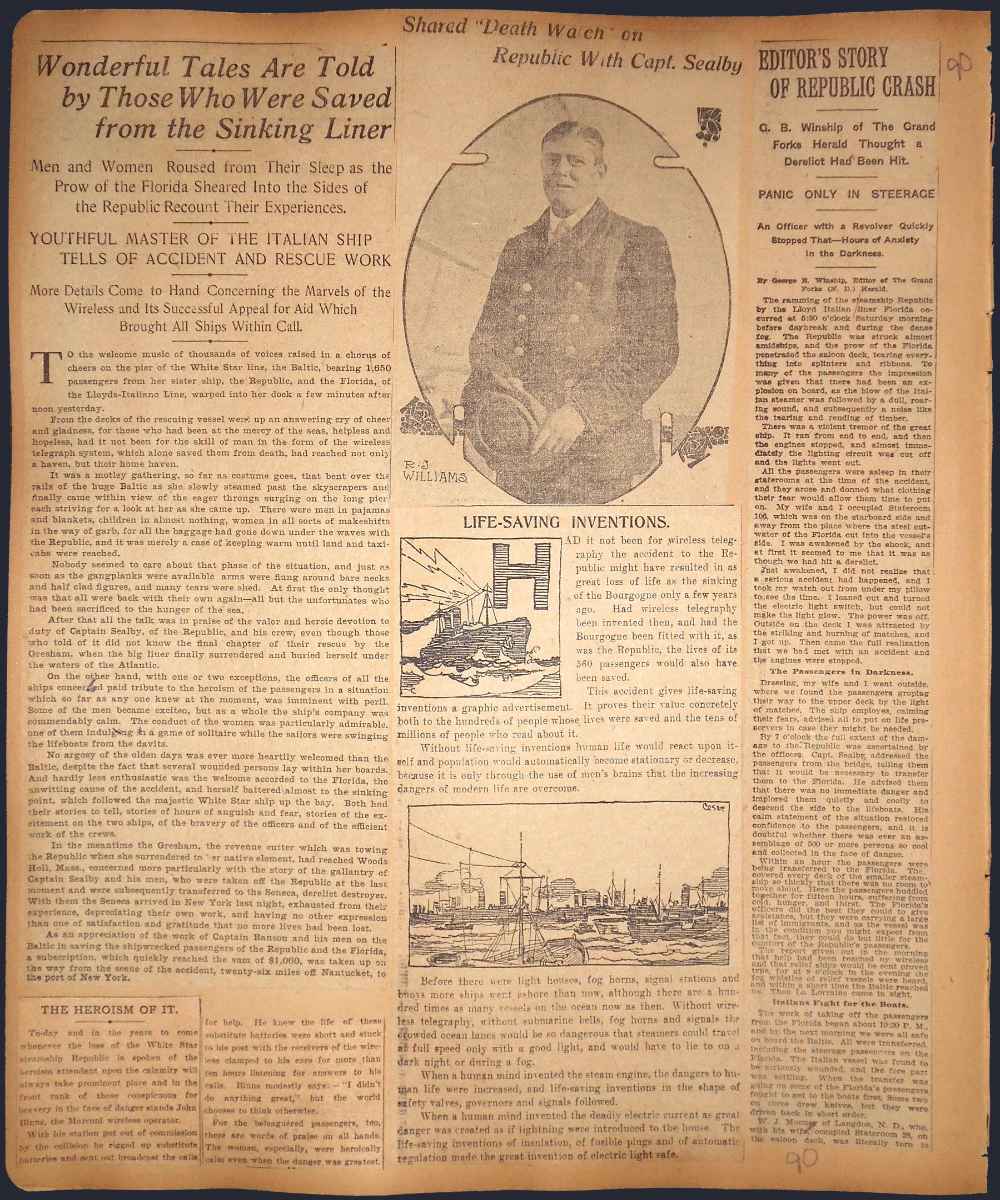 Shared "Death Watch" on
Republic With Capt. Sealby
Wonderful Tales Are Told
by Those Who Were Saved
from the Sinking Liner
Men and Women Roused from Their Sleep as the
Prow of the Florida Sheared Into the Sides of
the Republic Recount Their Experiences.
YOUTHFUL MASTER OF THE ITALIAN SHIP
TELLS OF ACCIDENT AND RESCUE WORK
More Details Come to Hand Concerning the Marvels of the
Wireless and Its Successful Appeal for Aid Which
Brought All Ships Within Call.
TO the welcome music of thousands of voices raised in a chorus of
cheers on the pier of the White Star line, the Baltic, bearing 1,650
passengers from her sister ship, the Republic, and the Florida, of
the Lloyds-Italiano Line, warped into her dock a few minutes after
noon yesterday.
From the decks of the rescuing vessel went up an answering cry of cheer
and gladness, for those who had been at the mercy of the seas, helpless and
hopeless, had it not been for the skill of man in the form of the wireless
telegraph system, which alone saved them from death, had reached not only
a haven, but their home haven.
It was a motley gathering, so far as costume goes, that bent over the
rails of the huge Baltic as she slowly steamed past the skyscrapers and
finally came within view of the eager throngs surging on the long pier
each striving for a look at her as she came up. There were men in pajamas
and blankets, children in almost nothing, women in all sorts of makeshifts
in the way of garb, for all the baggage had gone down under the waves with
the Republic, and it was merely a case of keeping warm until land and taxi-
cabs were reached.
Nobody seemed to care about that phase of the situation, and just as
soon as the gangplanks were available arms were flung around bare necks
and half clad figures, and many tears were shed. At first the only thought
was that all were back with their own again—all but the unfortunates who
had been sacrificed to the hunger of the sea.
After that all the talk was in praise of the valor and heroic devotion to
duty of Captain Sealby, of the Republic, and his crew, even though those
who told of it did not know the final chapter of their rescue by the
Gresham, when the big liner finally surrendered and buried herself under
the waters of the Atlantic.
On the other hand, with one or two exceptions, the officers of all the
ships concerned paid tribute to the heroism of the passengers in a situation
which so far as any one knew at the moment, was imminent with peril.
Some of the men became exciten, but as a whole the ship's company was
commendably calm. The conduct of the women was particularly admirable,
one of them indulging in a game of solitaire while the sailors were swinging
the lifeboats from the davits.
No argosy of the olden days was ever more heartily welcomed than the
Baltic, despite the fact that several wounded persons lay within her boards.
And hardly less enthusiastic was the welcome accorded to the Florida, the
unwitting cause of the accident, and herself battered almost to the sinking
point, which followed the majestic White Star ship up the bay. Both had
their stories to tell, stories of hours of anguish and fear, stories of the ex-
citement on the two ships, of the bravery of the officers and of the efficient
work of the crews.
In the meantime the Gresham, the revenue cutter which was towing
the Republic when she surrendered to her native element, had reached Woods
Holl, Mass., concerned more particularly with the story of the gallantry of
Captain Sealby and his men, who were taken off the Republic at the last
moment and were subsequently transferred to the Seneca, derelict destroyer.
With them the Seneca arrived in New York last night, exhausted from their
experience, depreciating their own work, and having no other expression
than one of satisfaction and gratitude that no more lives had been lost.
As an appreciation of the work of Captain Ranson and his men on the
Baltic in saving the shipwrecked passengers of the Republic and the Florida,
a subscription, which quickly reached the sum of $1,000, was taken up on
the way from the scene of the accident, twenty-six miles off Nantucket, to
the port of New York.
THE HEROISM OF IT.
To-day and in the years to come
whenever the loss of the White Star
steamship Republic is spoken of the
heroism attendant upon the calamity will
always take prominent place and in the
front rank of those conspicuous for
bravery in the face of danger stands John
Binns, the Marconi wireless operator.
With his station put out of commission
by the collision he rigged up substitute
batteries and sent out broadcast the calls
for help. He knew the life of these
substitute batteries were short and stuck
to his post with the receivers of the wire-
less clamped to his ears for more than
ten hours listening for answers to his
calls. Binns modestly says:—"I didn't
do anything great," but the world
chooses to think otherwise.
For the beleaguered passengers, too,
there are words of praise on all hands.
The women, especially, were heroically
calm even when the danger was greatest.
R.J.
WILLIAMS
LIFE-SAVING INVENTIONS.
HAD it not been for wireless teleg-
raphy the accident to the Re-
public might have resulted in as
great loss of life as the sinking
of the Bourgogne only a few years
ago. Had wireless telegraphy
been invented then, and had the
Bourgogne been fitted with it, as
was the Republic, the lives of its
560 passengers would also have
been saved.
This accident gives life-saving
inventions a graphic advertisement. It proves their value concretely
both to the hundreds of people whose lives were saved and the tens of
millions of people who read about it.
Without life-saving inventions human life would react upon it-
self and population would automatically become stationary or decrease,
because it is only through the use of men's brains that the increasing
dangers of modern life are overcome.
Cesare
Before there were light houses, fog horns, signal stations and
buoys more ships went ashore than now, although there are a hun-
dred times as many vessels on the ocean now as then. Without wire-
less telegraphy, without submarine bells, fog horns and signals the
crowded ocean lanes would be so dangerous that steamers could travel
at full speed only with a good light, and would have to lie to on a
dark night or during a fog.
When a human mind invented the steam engine, the dangers to hu-
man life were increased, and life-saving inventions in the shape of
safety valves, governors and signals followed.
When a human mind invented the deadly electric current as great
danger was created as if lightning were introduced to the house. The
life-saving inventions of insulation, of fusible plugs and of automatic
regulation made the great invention of electric light safe.
EDITOR'S STORY
OF REPUBLIC CRASH
90
G. B. Winship of The Grand
Forks Herald Thought a
Derelict Had Been Hit.
PANIC ONLY IN STEERAGE
An Officer with a Revolver Quickly
Stopped That—Hours of Anxiety
in the Darkness.
By George B. Winship, Editor of The Grand
Forks (N. D.) Herald.
The ramming of the steamship Republic
by the Lloyd Italian liner Florida oc-
curred at 5:20 o'clock Saturday morning
before daybreak and during the dense
fog. The Republic was struck almost
amidships, and the prow of the Florida
penetrated the saloon deck, tearing every-
thing into splinters and ribbons. To
many of the passengers the impression
was given that there had been an ex-
plosion on board, as the blow of the Ital-
ian steamer was followed by a dull, roar-
ing sound, and subsequently a noise like
the tearing and rending of timber.
There was a violent tremor of the great
ship. It ran from end to end, and then
the engines stopped, and almost imme-
diately the lighting circuit was cut off
and the lights went out.
All the passengers were asleep in their
staterooms at the time of the accident,
and they arose and donned what clothing
their fear would allow them time to put
on. My wife and I occupied Stateroom
106, which was on the starboard side and
away from the place where the steel cut-
water of the Florida cut into the vessel's
side. I was awakened by the shock, and
at first it seemed to me that it was as
though we had hit a derelict.
Just awakened, I did not realize that
a serious accident had happened, and I
took my watch out from under my pillow
to see the time. I leaned out and turned
the electric light switch, but could not
make the light glow. The power was off.
Outside on the deck I was attracted by
the striking and burning of matches, and
I got up. Then came the full realization
that we had met with an accident and
the engines were stopped.
The Passengers in Darkness.
Dressing, my wife and I went outside,
where we found the passengers groping
their way to the upper deck by the light
of matches. The ship employes, calming
their fears, advised all to put on life pre-
servers in case they might be needed.
By 7 o'clock the full extent of the dam-
age to the Republic was ascertained by
the officers. Capt. Sealby addressed the
passengers from the bridge, telling them
that it would be necessary to transfer
them to the Florida. He advised them
that there was no immediate danger and
implored them quietly and coolly to
descend the side to the lifeboats. His
calm statement of the situation restored
confidence to the passengers, and it is
doubtful whether there was ever an as-
semblage of 500 or more persons so cool
and collected in the face of danger.
Within an hour the passengers were
being transferred to the Florida. They
covered every deck of the smaller steam-
ship so thickly that there was no room to
move about. Here the passengers huddled
together for fifteen hours, suffering from
cold, hunger, and thirst. The Florida's
officers did the best they could to give
assistance, but they were carrying a large
list of immigrants, and as the vessel was
in the condition you might expect from
that fact, they could do but little for the
comfort of the Republic's passengers.
The report given out in the morning
that help had been reached by wireless
and that relief ships would be sent proved
true, for at 8 o'clock in the evening the
fog whistles of relief vessels were heard,
and within a short time the Baltic reached
us. Then La Lorraine came in sight.
Italians Fight for the Boats.
The work of taking off the passengers
from the Florida began about 10:20 P. M.,
and by the next morning we were all safe
on board the Baltic. All were transferred,
including the steerage passengers on the
Florida. The Italian vessel was found to
be seriously wounded, and the fore part
was settling. When the transfer was
going on some of the Florida's passengers
fought to get to the boats first. Some two
or three drew knives, but they were
driven back in short order.
W. J. Mooney of Langdon, N. D., who,
with his wife, occupied Stateroom 28, on
the saloon deck, was literally torn in
90